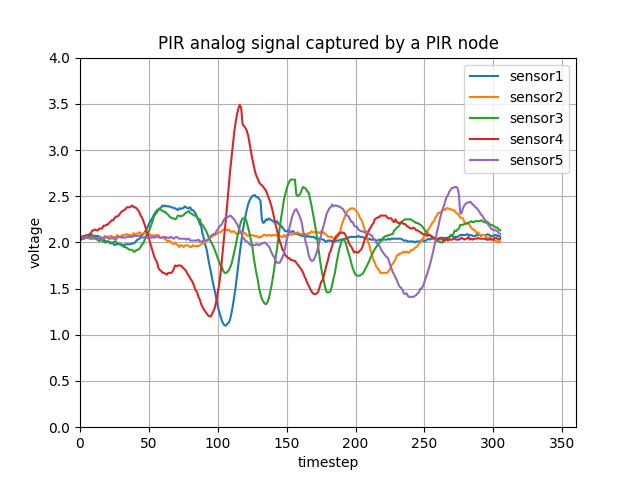 PIR analog signal captured by a PIR node
4.0
3.5
3.0
2.5
2.0
1.5
1.0
0.5
0.0
voltage
sensor1
sensor2
sensor3
sensor4
sensor5
0 50 100 150 200 250 300 350
timestep